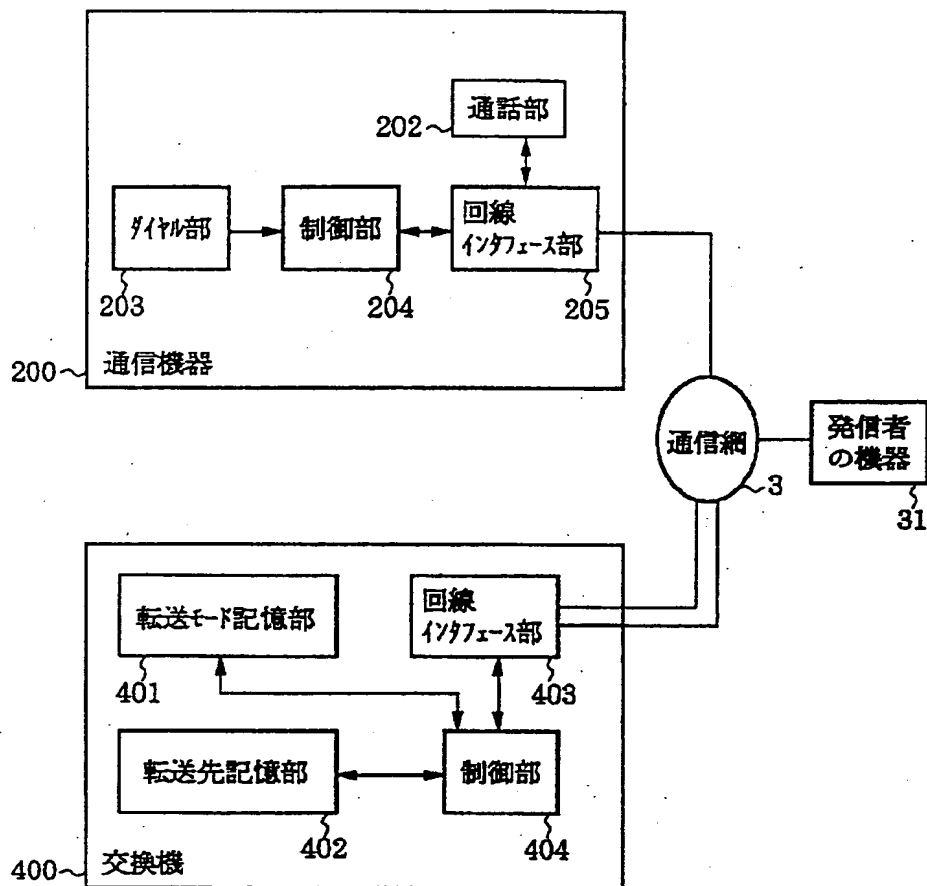 通話部
202
ダイヤル部
制御部
回線
インタフェース部
203
204
205
通信機器
200
通信網
3
発信者
の機器
31
転送モード記憶部
回線
インタフェース部
401
403
転送先記憶部
制御部
402
404
交換機
400